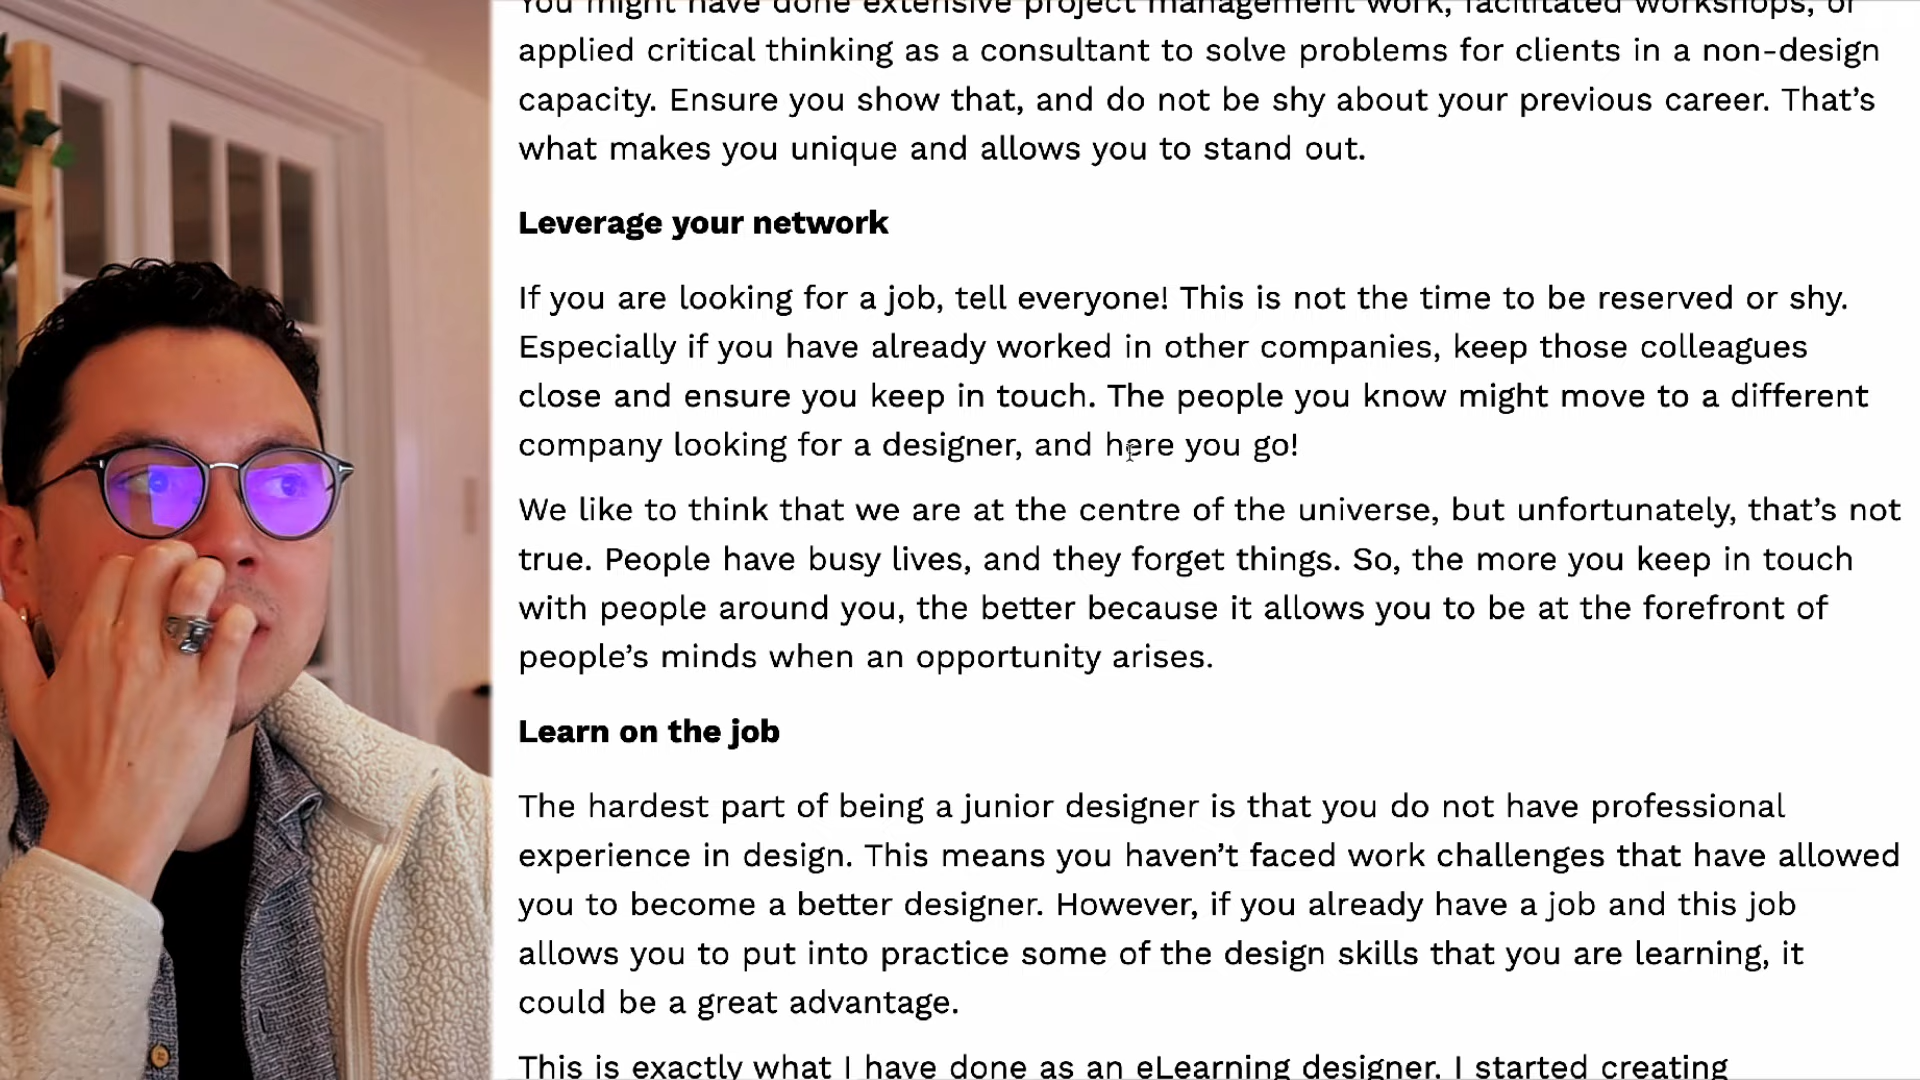 You might have done extensive project management work, facilitated workshops, or
applied critical thinking as a consultant to solve problems for clients in a non-design
capacity. Ensure you show that, and do not be shy about your previous career. That’s
what makes you unique and allows you to stand out.
Leverage your network
If you are looking for a job, tell everyone! This is not the time to be reserved or shy.
Especially if you have already worked in other companies, keep those colleagues
close and ensure you keep in touch. The people you know might move to a different
company looking for a designer, and here you go!
We like to think that we are at the centre of the universe, but unfortunately, that’s not
true. People have busy lives, and they forget things. So, the more you keep in touch
with people around you, the better because it allows you to be at the forefront of
people’s minds when an opportunity arises.
Learn on the job
The hardest part of being a junior designer is that you do not have professional
experience in design. This means you haven’t faced work challenges that have allowed
you to become a better designer. However, if you already have a job and this job
allows you to put into practice some of the design skills that you are learning, it
could be a great advantage.
This is exactly what I have done as an eLearning designer. I started creating